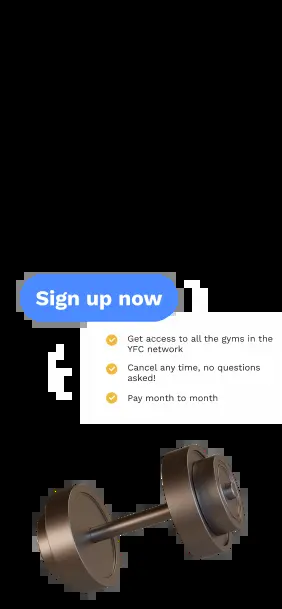 Sign up now
Get access to all the gyms in the
YFC network
Cancel any time, no questions
asked!
Pay month to month